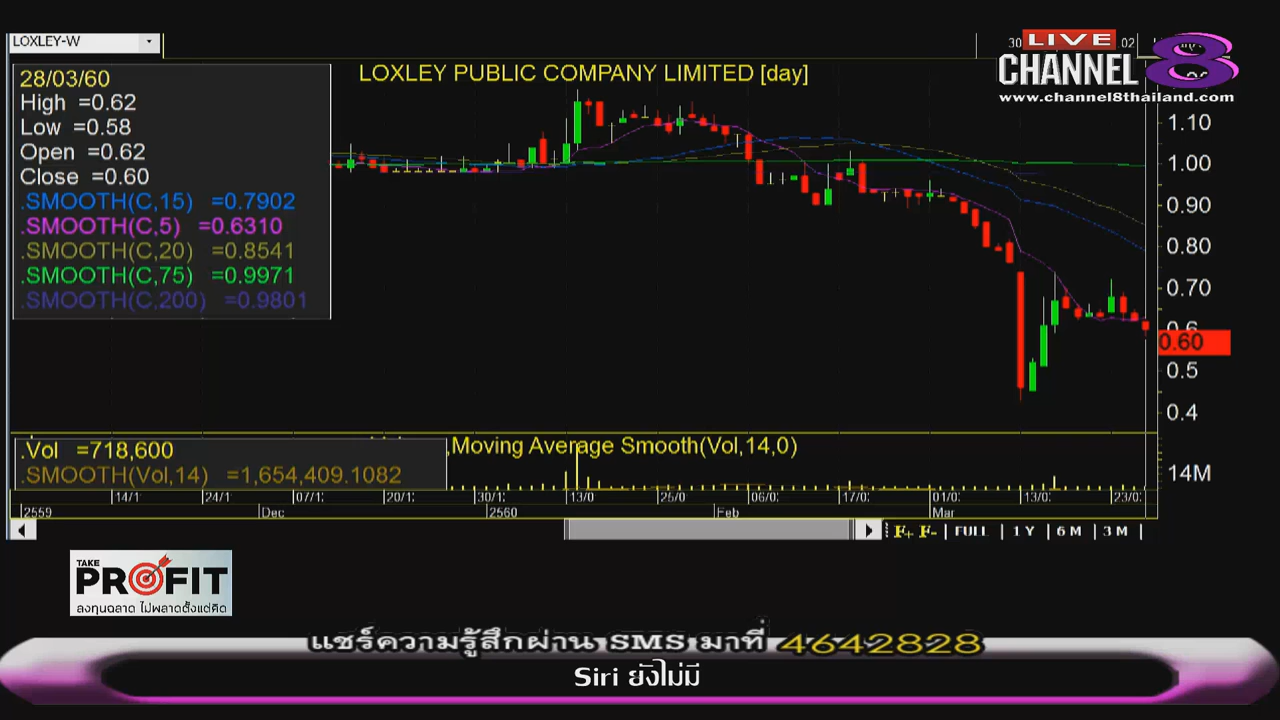 LOXLEY-W
30
LIVE
02
CHANNEL 8
www.channel8thailand.com
LOXLEY PUBLIC COMPANY LIMITED [day]
28/03/60
High =0.62
Low =0.58
Open =0.62
Close =0.60
.SMOOTH(C,15) =0.7902
.SMOOTH(C,5) =0.6310
.SMOOTH(C,20) =0.8541
.SMOOTH(C,75) =0.9971
.SMOOTH(C,200) =0.9801
1.10
1.00
0.90
0.80
0.70
0.6
0.60
0.5
0.4
,Moving Average Smooth(Vol,14,0)
.Vol =718,600
.SMOOTH(Vol,14) =1,654,409.1082
14M
14/1 24/1 07/1 20/1 30/1 13/0 25/0 06/0 17/0 01/0 13/0 23/0
2559 Dec 2560 Feb Mar
F+ F- FULL 1 Y 6 M 3 M
TAKE
PROFIT
ลงทุนฉลาด ไม่พลาดตั้งแต่คิด
แชร์ความรู้สึกผ่าน SMS มาที่ 4642828
Siri ยังไม่มี